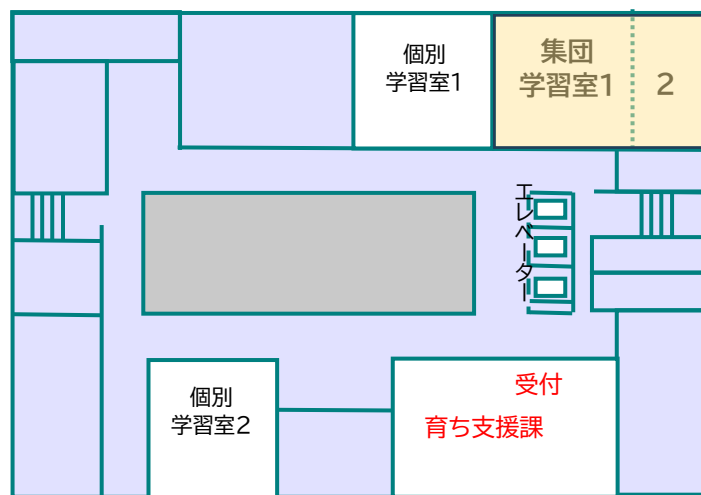 個別
学習室1
集団
学習室1
2
エレベーター
受付
育ち支援課
個別
学習室2